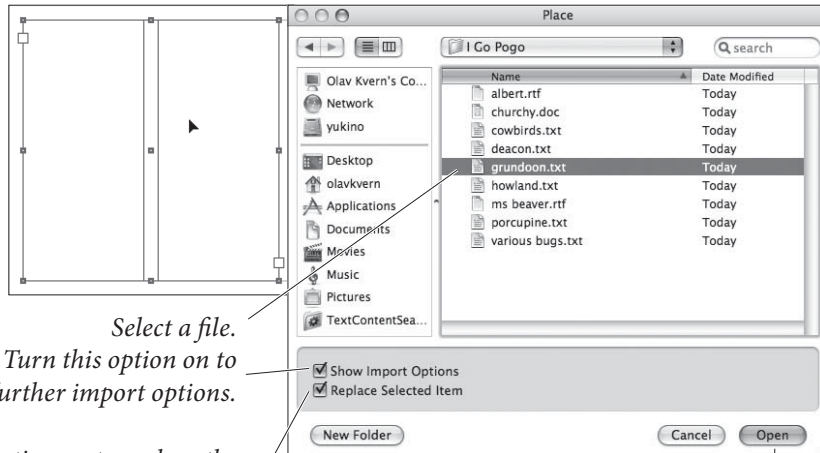 Place
I Go Pogo
search
Name Date Modified
Olav Kvern's Co...
Network
yukino
Desktop
olavkvern
Applications
Documents
Movies
Music
Pictures
TextContentSea...
albert.rtf Today
churchy.doc Today
cowbirds.txt Today
deacon.txt Today
grundoon.txt Today
howland.txt Today
ms beaver.rtf Today
porcupine.txt Today
various bugs.txt Today
Select a file.
Turn this option on to
further import options.
Show Import Options
Replace Selected Item
New Folder Cancel Open